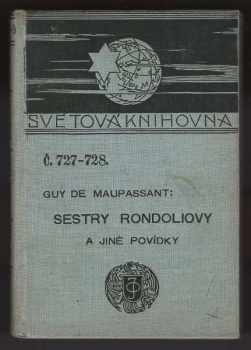 SVĚTOVÁ KNIHOVNA
Č. 727-728.
GUY DE MAUPASSANT:
SESTRY RONDOLIOVY
A JINÉ POVÍDKY